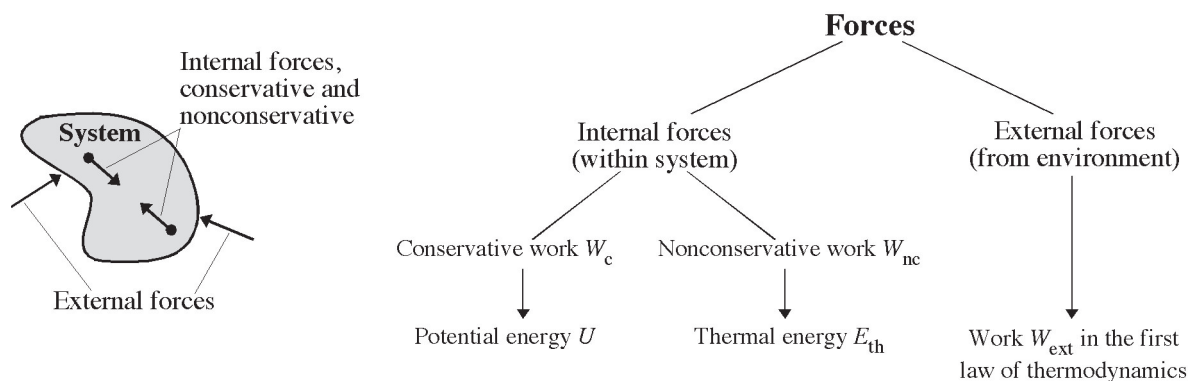 Internal forces,
conservative and
nonconservative
System
External forces
Forces
Internal forces
(within system)
External forces
(from environment)
Conservative work W_c
Nonconservative work W_nc
Potential energy U
Thermal energy E_th
Work W_ext in the first
law of thermodynamics